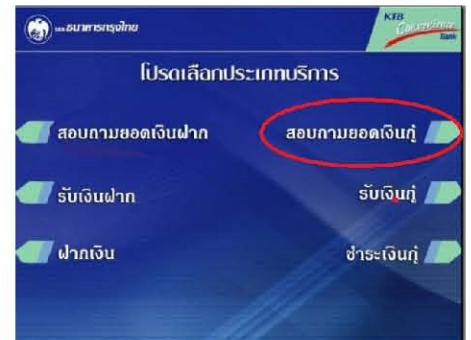 บมจ.ธนาคารกรุงไทย
KTB
Convenience
Bank
โปรดเลือกประเภทบริการ
สอบถามยอดเงินฝาก
สอบถามยอดเงินกู้
รับเงินฝาก
รับเงินกู้
ฝากเงิน
ชำระเงินกู้